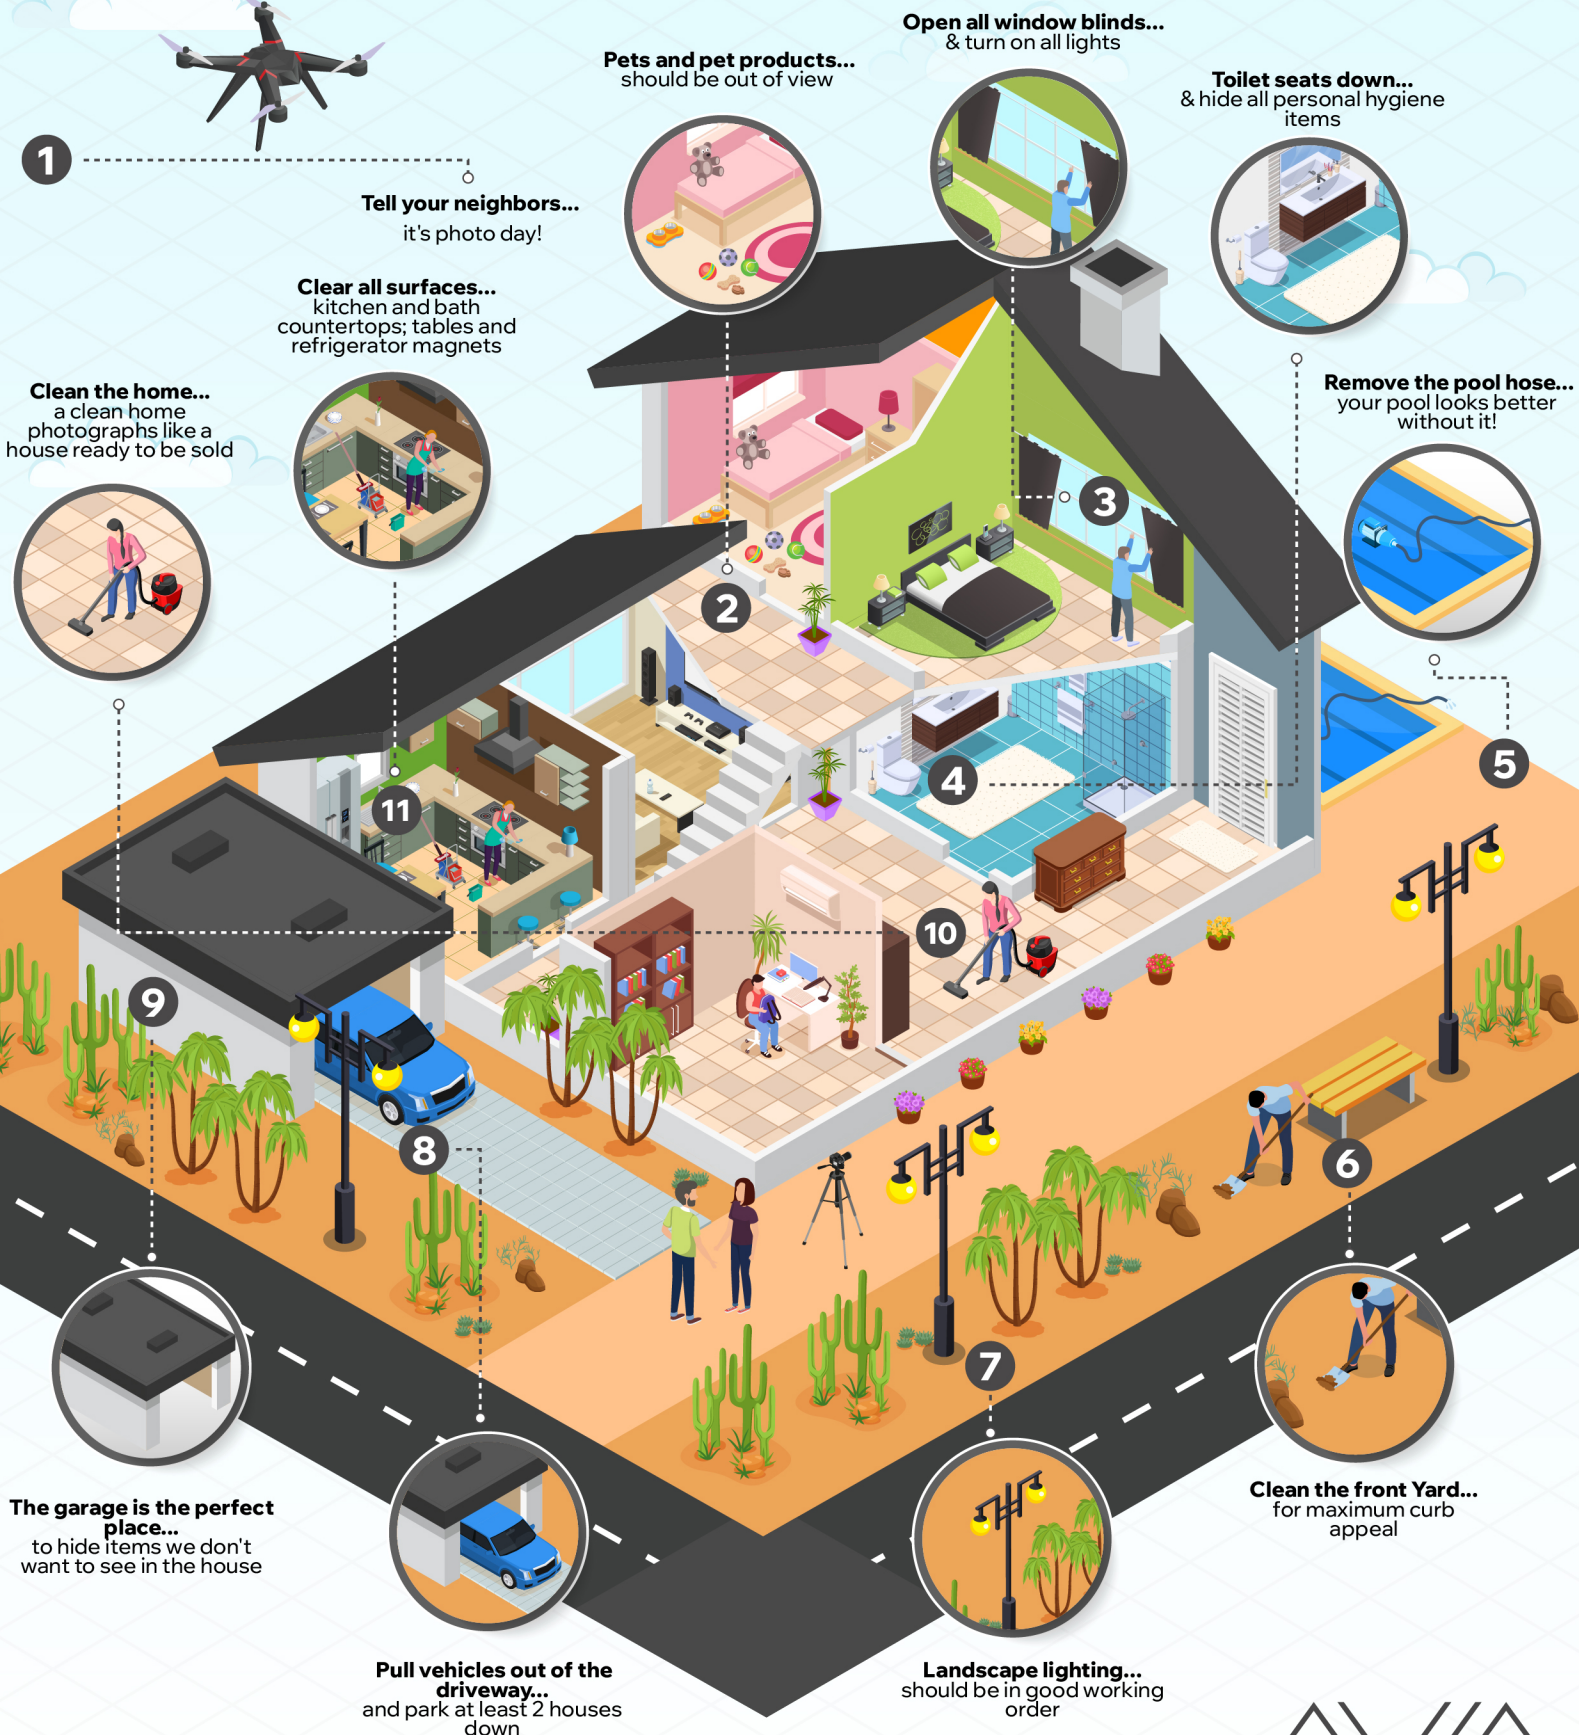 Open all window blinds...
& turn on all lights
Pets and pet products...
should be out of view
Toilet seats down...
& hide all personal hygiene
items
1
Tell your neighbors...
it's photo day!
Clear all surfaces...
kitchen and bath
countertops; tables and
refrigerator magnets
Clean the home...
a clean home
photographs like a
house ready to be sold
Remove the pool hose...
your pool looks better
without it!
3
2
5
4
11
10
9
8
6
7
The garage is the perfect
place...
to hide items we don't
want to see in the house
Clean the front Yard...
for maximum curb
appeal
Pull vehicles out of the
driveway...
and park at least 2 houses
down
Landscape lighting...
should be in good working
order